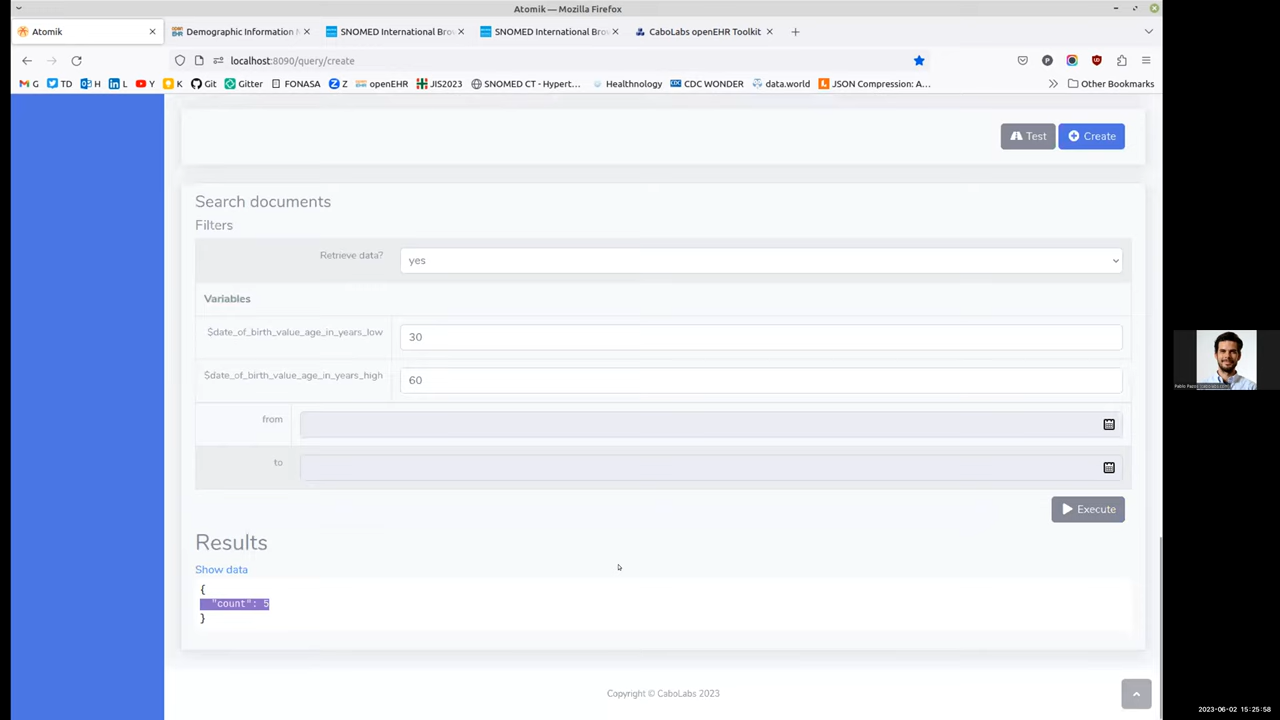 Atomik — Mozilla Firefox
Atomik
Demographic Information M
SNOMED International Bro
SNOMED International Bro
CaboLabs openEHR Toolkit
localhost:8090/query/create
G
TD
H
L
Y
K
Git
Gitter
FONASA
Z
openEHR
JIS2023
SNOMED CT - Hypert...
Healthnology
CDC WONDER
data.world
JSON Compression: A...
Other Bookmarks
Test
Create
Search documents
Filters
Retrieve data?
yes
Variables
$date_of_birth_value_age_in_years_low
30
$date_of_birth_value_age_in_years_high
60
from
to
Execute
Results
Show data
{
"count": 5
}
Copyright © CaboLabs 2023
2023-06-02 15:25:58